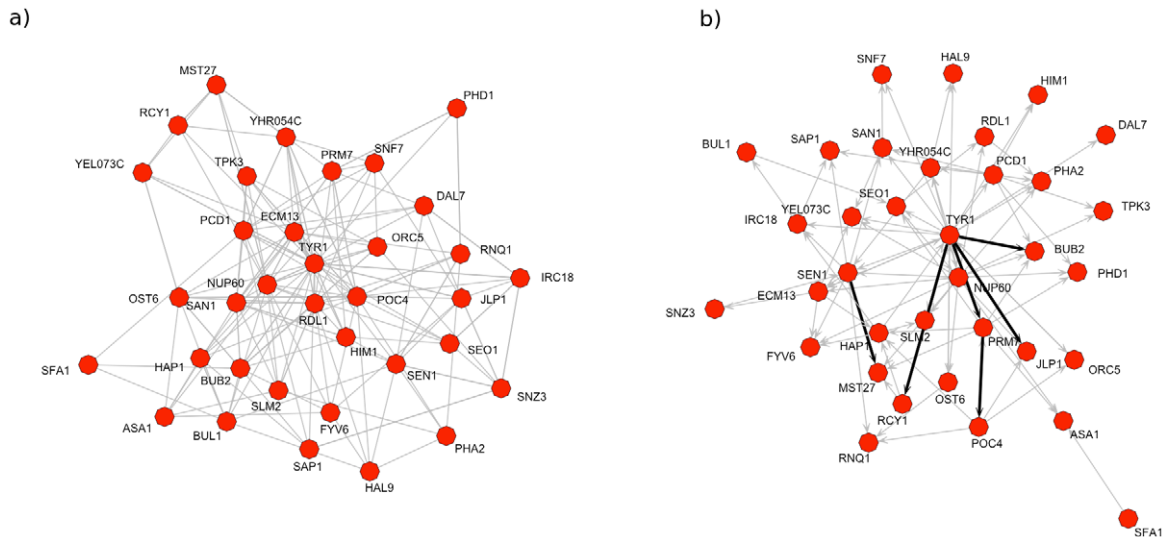 a)
b)
MST27
PHD1
RCY1
YHR054C
YEL073C
TPK3
PRM7
SNF7
DAL7
PCD1
ECM13
ORC5
TYR1
RNQ1
IRC18
NUP60
OST6
SAN1
POC4
JLP1
RDL1
HIM1
SEO1
SFA1
HAP1
BUB2
SEN1
SNZ3
SLM2
ASA1
BUL1
FYV6
PHA2
SAP1
HAL9
SNF7
HAL9
HIM1
RDL1
DAL7
BUL1
SAP1
SAN1
YHR054C
PCD1
PHA2
SEO1
YEL073C
IRC18
TYR1
TPK3
BUB2
SEN1
NUP60
PHD1
ECM13
SNZ3
FYV6
HAP1
SLM2
PRM7
JLP1
ORC5
MST27
OST6
RCY1
RNQ1
POC4
ASA1
SFA1